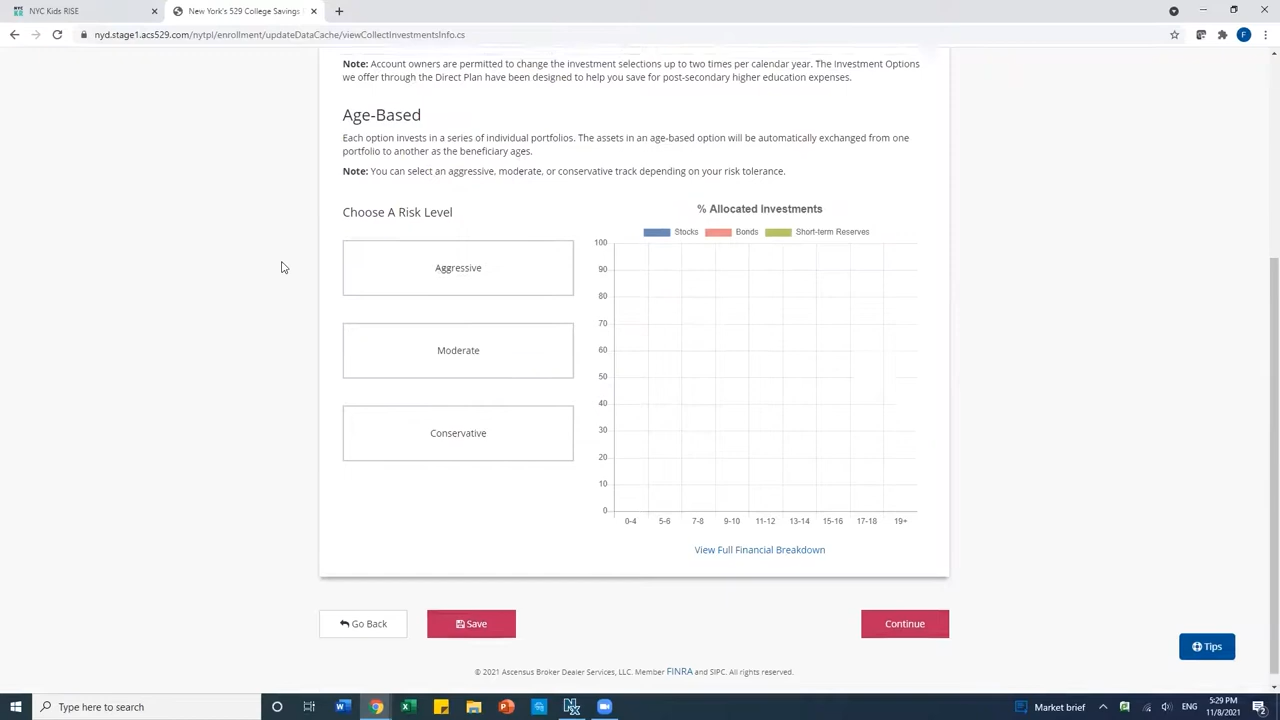 NYC Kids RISE
New York's 529 College Savings
nyd.stage1.acs529.com/nytpl/enrollment/updateDataCache/viewCollectInvestmentsInfo.cs
F
Note: Account owners are permitted to change the investment selections up to two times per calendar year. The Investment Options
we offer through the Direct Plan have been designed to help you save for post-secondary higher education expenses.
Age-Based
Each option invests in a series of individual portfolios. The assets in an age-based option will be automatically exchanged from one
portfolio to another as the beneficiary ages.
Note: You can select an aggressive, moderate, or conservative track depending on your risk tolerance.
Choose A Risk Level
Aggressive
Moderate
Conservative
% Allocated investments
Stocks Bonds Short-term Reserves
100
90
80
70
60
50
40
30
20
10
0
0-4 5-6 7-8 9-10 11-12 13-14 15-16 17-18 19+
View Full Financial Breakdown
Go Back Save Continue
Tips
© 2021 Ascensus Broker Dealer Services, LLC. Member FINRA and SIPC. All rights reserved.
Type here to search
Market brief
5:29 PM
11/8/2021